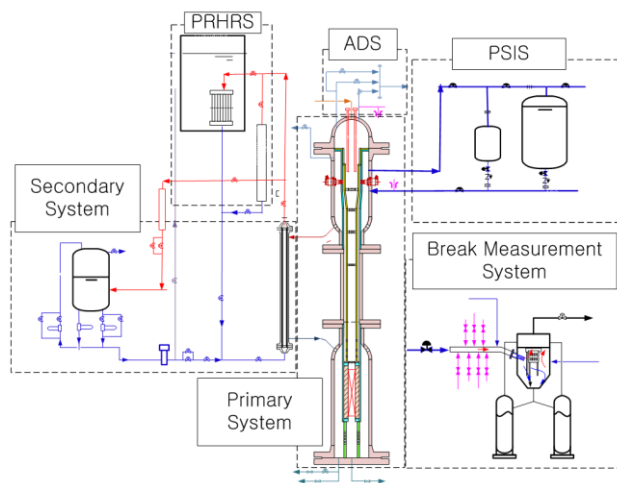 PRHRS
ADS
PSIS
Secondary
System
Break Measurement
System
Primary
System